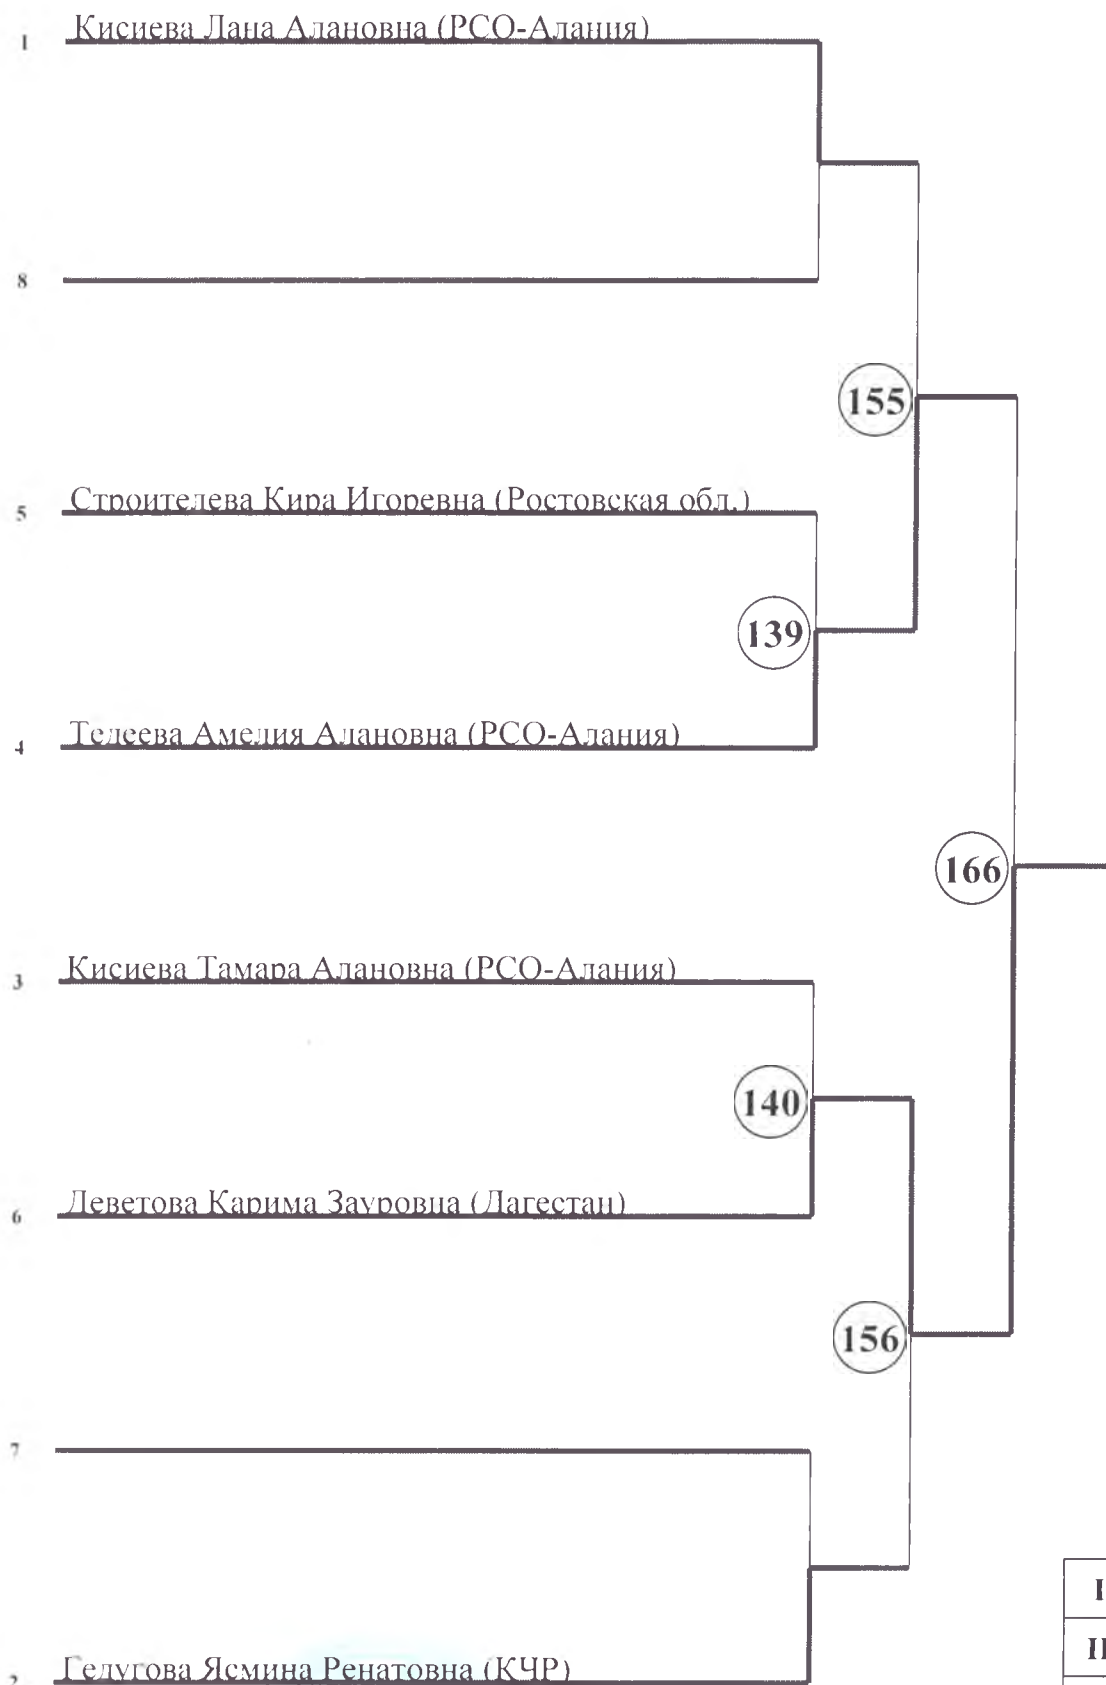 1 Кисиева Лана Алановна (РСО-Алания)
8
155
5 Строителева Кира Игоревна (Ростовская обл.)
139
4 Тедеева Амелия Алановна (РСО-Алания)
166
3 Кисиева Тамара Алановна (РСО-Алания)
140
6 Деветова Карима Зауровна (Дагестан)
156
7
I
II
2 Гедугова Ясмина Ренатовна (КЧР)